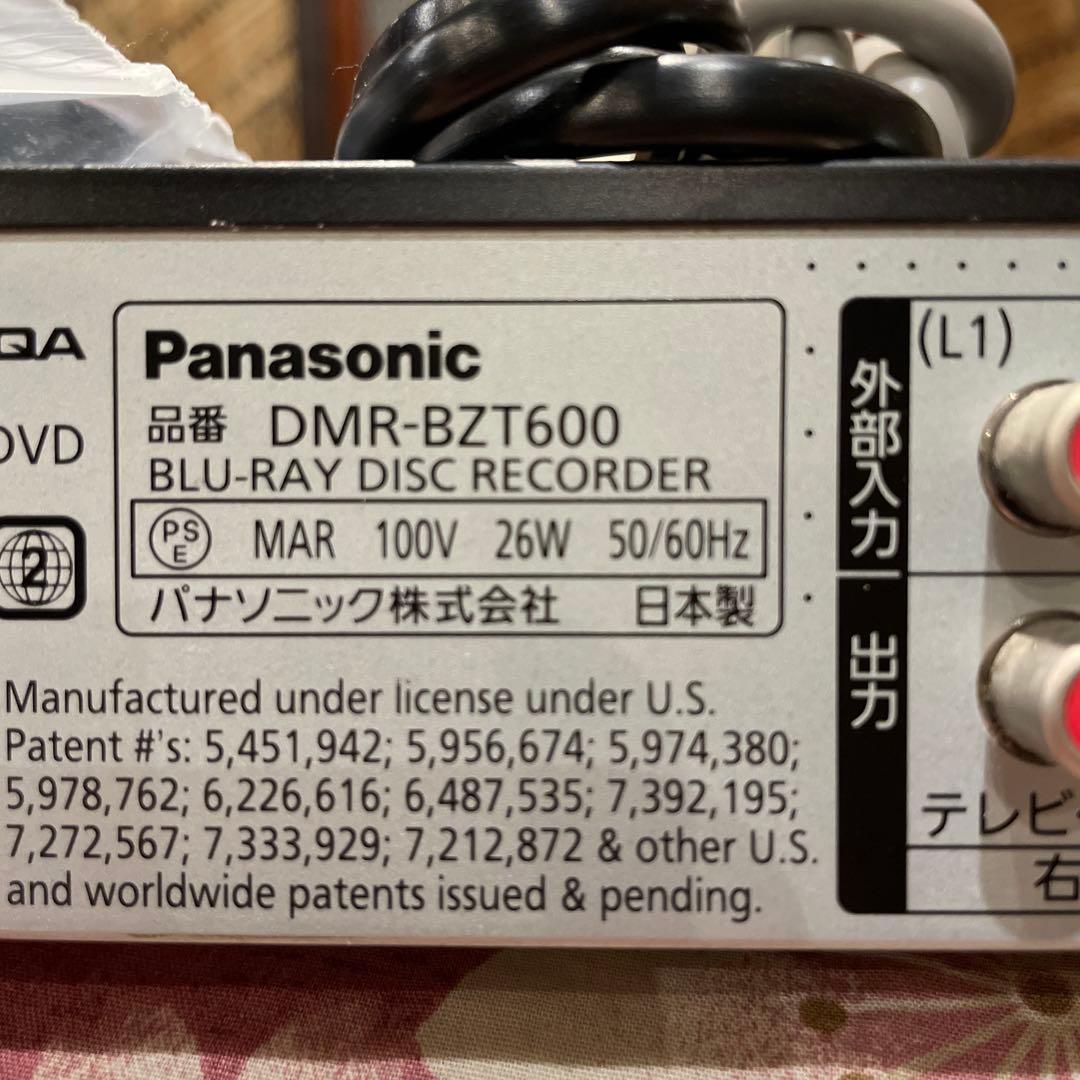 QA
DVD
2
Panasonic
品番 DMR-BZT600
BLU-RAY DISC RECORDER
PSE MAR 100V 26W 50/60Hz
パナソニック株式会社 日本製
Manufactured under license under U.S.
Patent #'s: 5,451,942; 5,956,674; 5,974,380;
5,978,762; 6,226,616; 6,487,535; 7,392,195;
7,272,567; 7,333,929; 7,212,872 & other U.S.
and worldwide patents issued & pending.
(L1)
外部入力
出力
テレビ
右